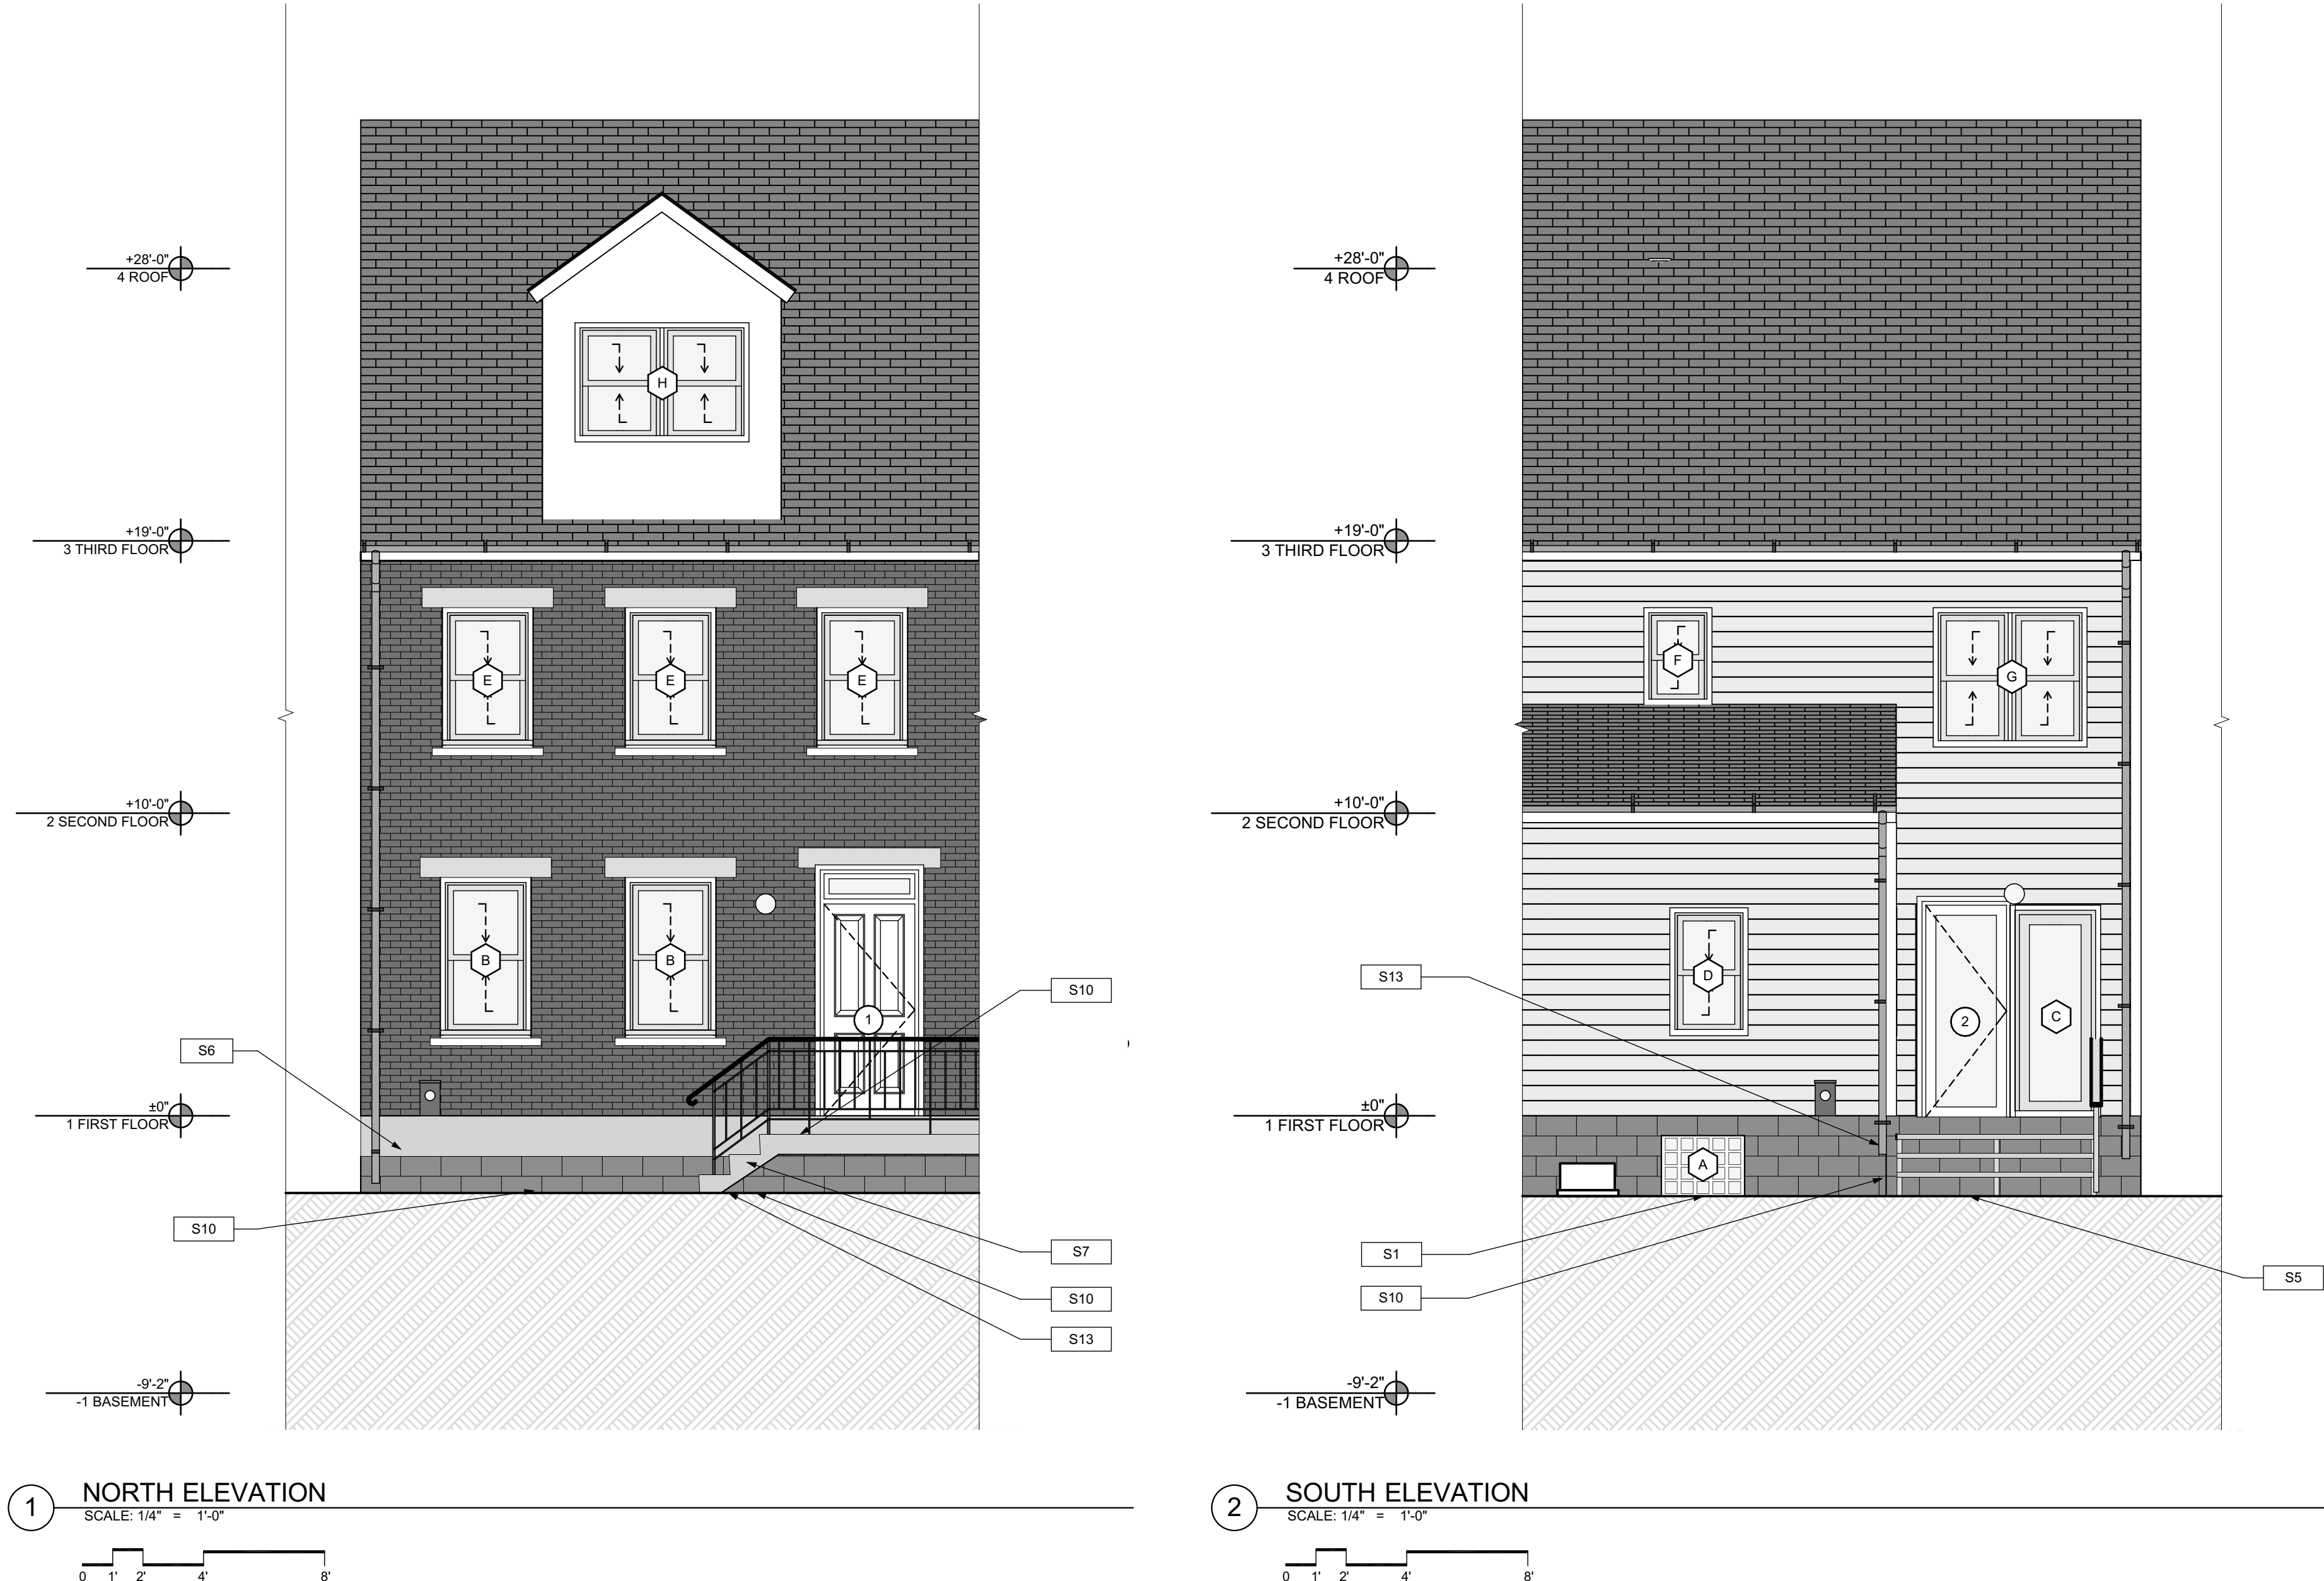 +28'-0"
4 ROOF
H
+19'-0"
3 THIRD FLOOR
E
E
E
+10'-0"
2 SECOND FLOOR
B
B
1
S10
S6
±0"
1 FIRST FLOOR
S10
S7
S10
S13
-9'-2"
-1 BASEMENT
1
NORTH ELEVATION
SCALE: 1/4" = 1'-0"
0 1' 2' 4' 8'
+28'-0"
4 ROOF
+19'-0"
3 THIRD FLOOR
F
G
+10'-0"
2 SECOND FLOOR
S13
D
2
C
±0"
1 FIRST FLOOR
A
S1
S10
S5
-9'-2"
-1 BASEMENT
2
SOUTH ELEVATION
SCALE: 1/4" = 1'-0"
0 1' 2' 4' 8'